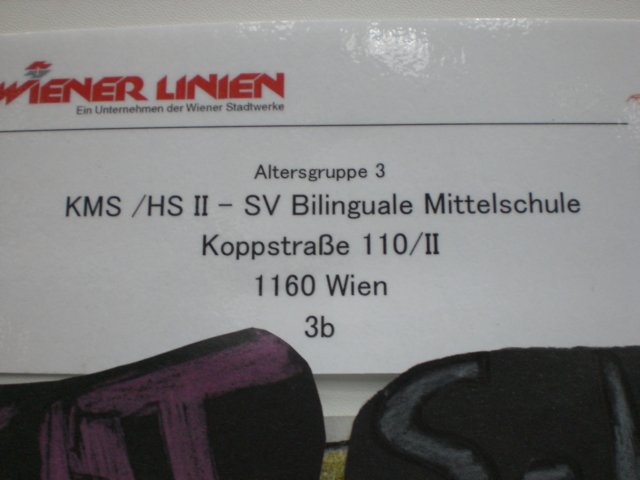 WIENER LINIEN
Ein Unternehmen der Wiener Stadtwerke
Altersgruppe 3
KMS /HS II - SV Bilinguale Mittelschule
Koppstraße 110/II
1160 Wien
3b